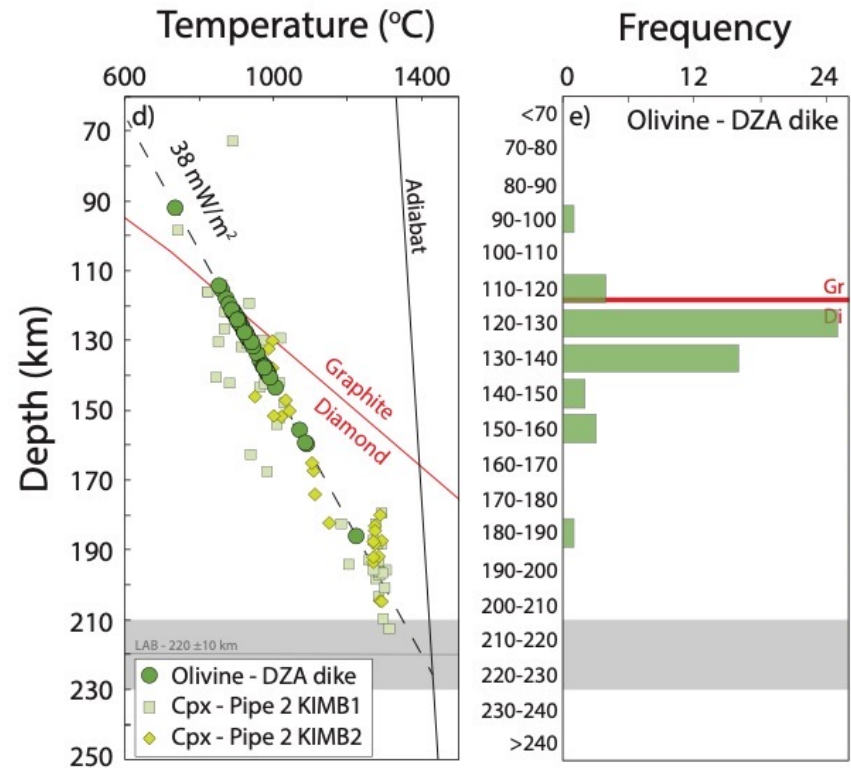 Temperature (ºC)
600 1000 1400
Depth (km)
70
90
110
130
150
170
190
210
230
250
d)
38 mW/m²
Adiabat
Graphite
Diamond
LAB - 220 ±10 km
Olivine - DZA dike
Cpx - Pipe 2 KIMB1
Cpx - Pipe 2 KIMB2
Frequency
0 12 24
e) Olivine - DZA dike
<70
70-80
80-90
90-100
100-110
110-120
120-130
130-140
140-150
150-160
160-170
170-180
180-190
190-200
200-210
210-220
220-230
230-240
>240
Gr
Di